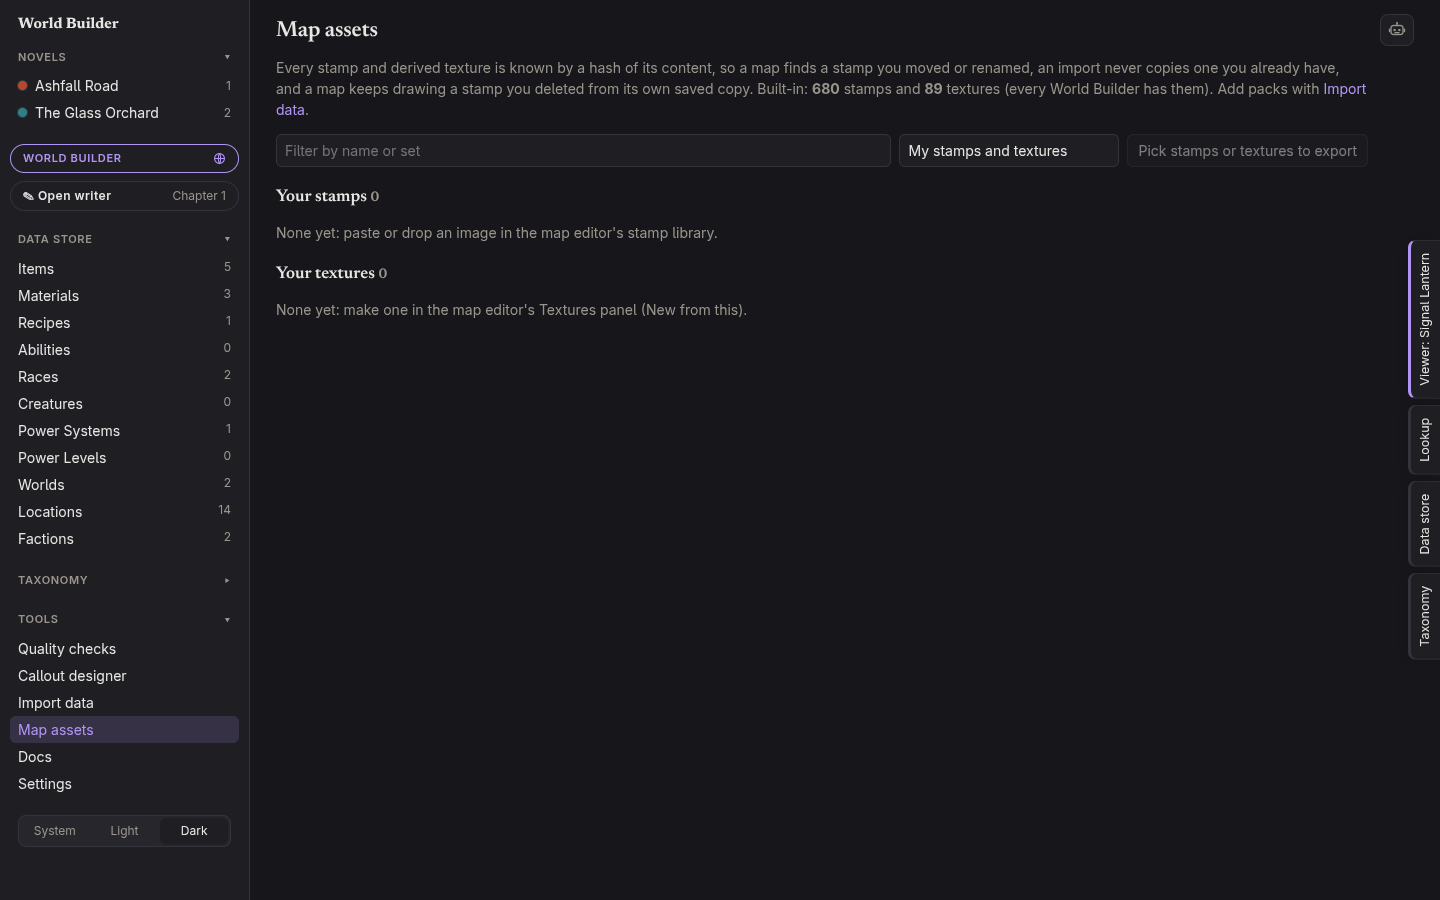 World Builder
NOVELS
Ashfall Road 1
The Glass Orchard 2
WORLD BUILDER
Open writer Chapter 1
DATA STORE
Items 5
Materials 3
Recipes 1
Abilities 0
Races 2
Creatures 0
Power Systems 1
Power Levels 0
Worlds 2
Locations 14
Factions 2
TAXONOMY
TOOLS
Quality checks
Callout designer
Import data
Map assets
Docs
Settings
System Light Dark
Map assets
Every stamp and derived texture is known by a hash of its content, so a map finds a stamp you moved or renamed, an import never copies one you already have,
and a map keeps drawing a stamp you deleted from its own saved copy. Built-in: 680 stamps and 89 textures (every World Builder has them). Add packs with Import
data.
Filter by name or set
My stamps and textures
Pick stamps or textures to export
Your stamps 0
None yet: paste or drop an image in the map editor's stamp library.
Your textures 0
None yet: make one in the map editor's Textures panel (New from this).
Viewer: Signal Lantern
Lookup
Data store
Taxonomy